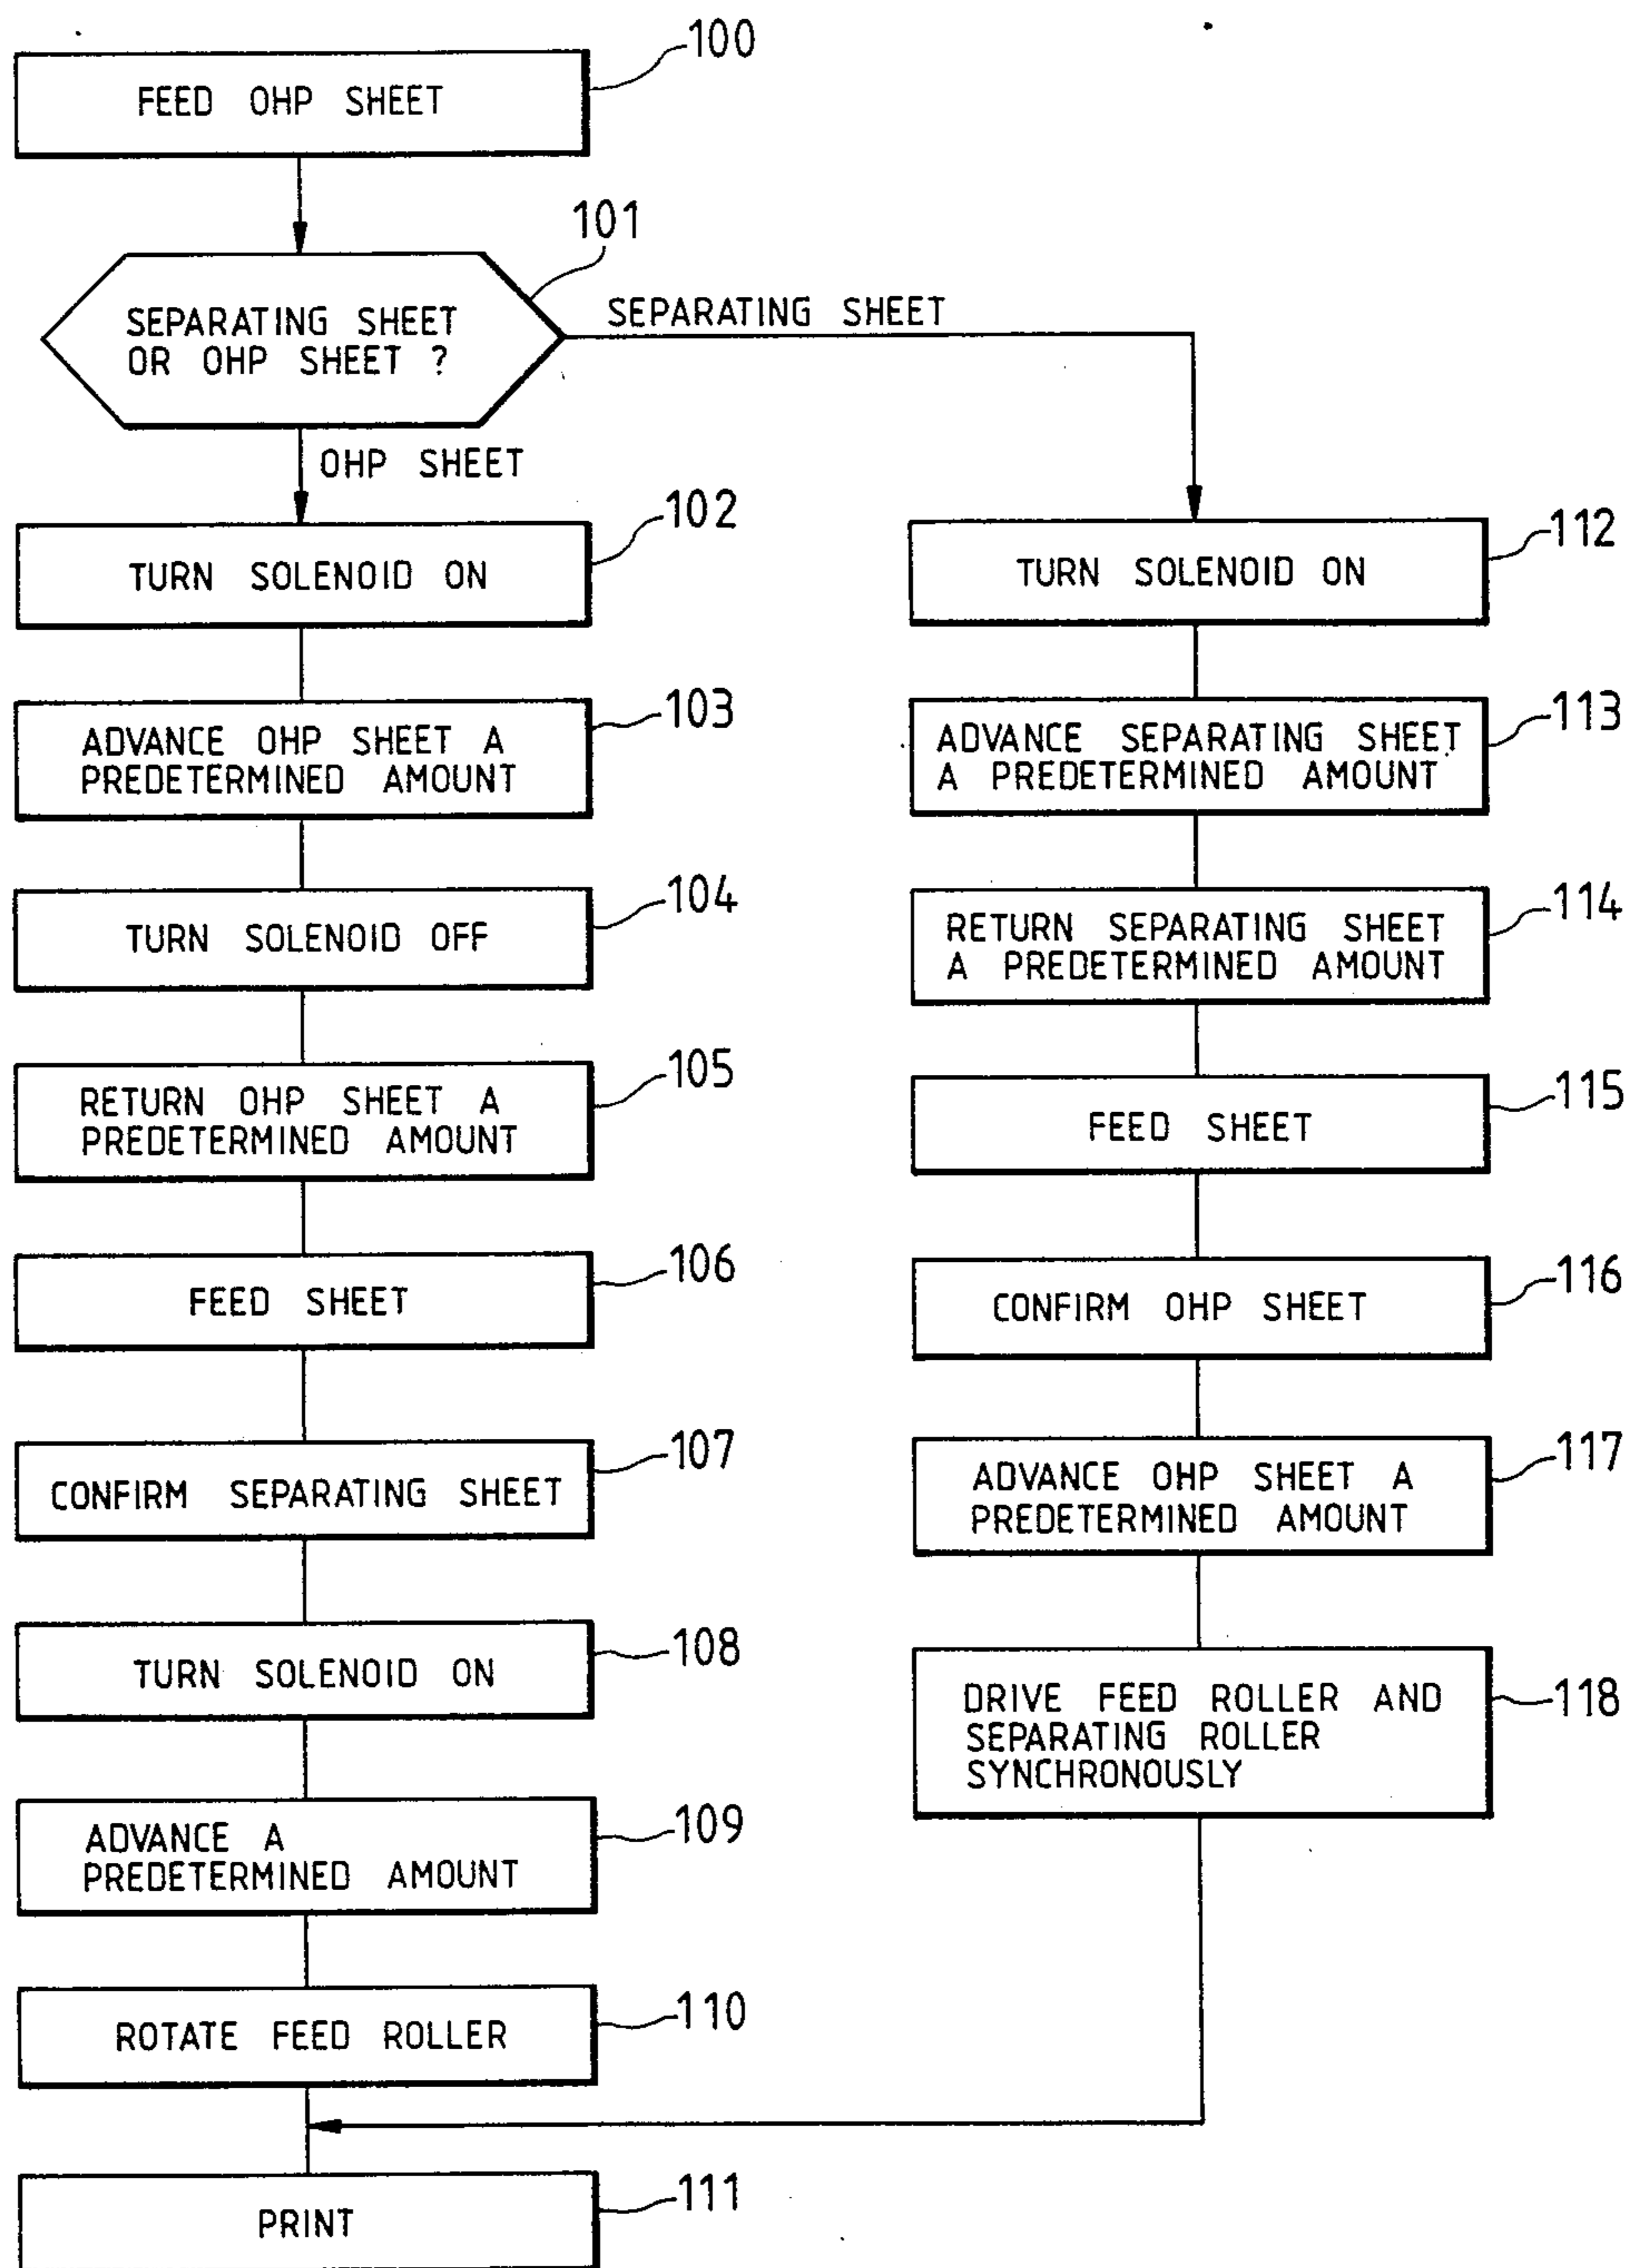 100
FEED OHP SHEET
101
SEPARATING SHEET
OR OHP SHEET ?
SEPARATING SHEET
OHP SHEET
102
TURN SOLENOID ON
103
ADVANCE OHP SHEET A
PREDETERMINED AMOUNT
104
TURN SOLENOID OFF
105
RETURN OHP SHEET A
PREDETERMINED AMOUNT
106
FEED SHEET
107
CONFIRM SEPARATING SHEET
108
TURN SOLENOID ON
109
ADVANCE A
PREDETERMINED AMOUNT
110
ROTATE FEED ROLLER
112
TURN SOLENOID ON
113
ADVANCE SEPARATING SHEET
A PREDETERMINED AMOUNT
114
RETURN SEPARATING SHEET
A PREDETERMINED AMOUNT
115
FEED SHEET
116
CONFIRM OHP SHEET
117
ADVANCE OHP SHEET A
PREDETERMINED AMOUNT
118
DRIVE FEED ROLLER AND
SEPARATING ROLLER
SYNCHRONOUSLY
111
PRINT